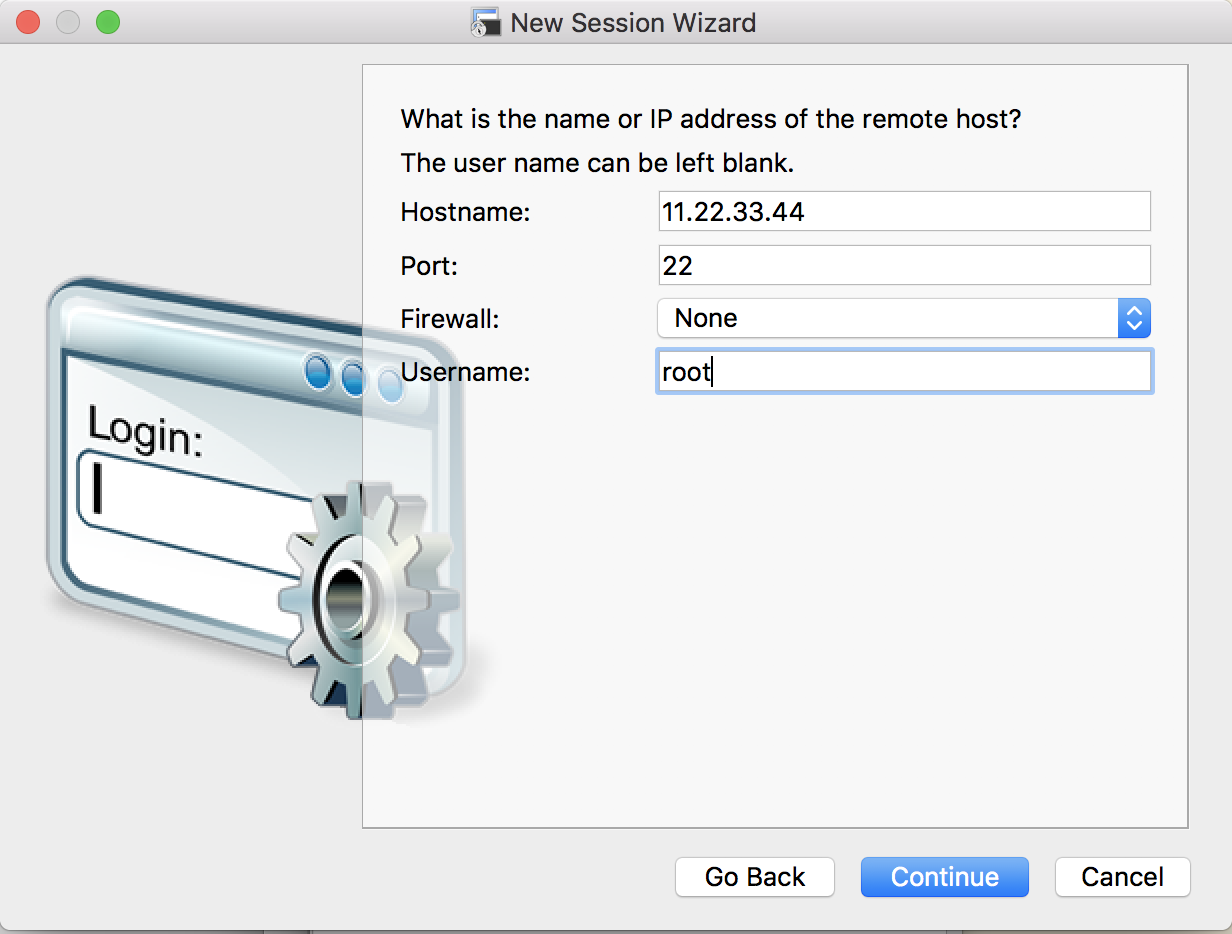 New Session Wizard
What is the name or IP address of the remote host?
The user name can be left blank.
Hostname: 11.22.33.44
Port: 22
Firewall: None
Username: root
Login:
Go Back Continue Cancel